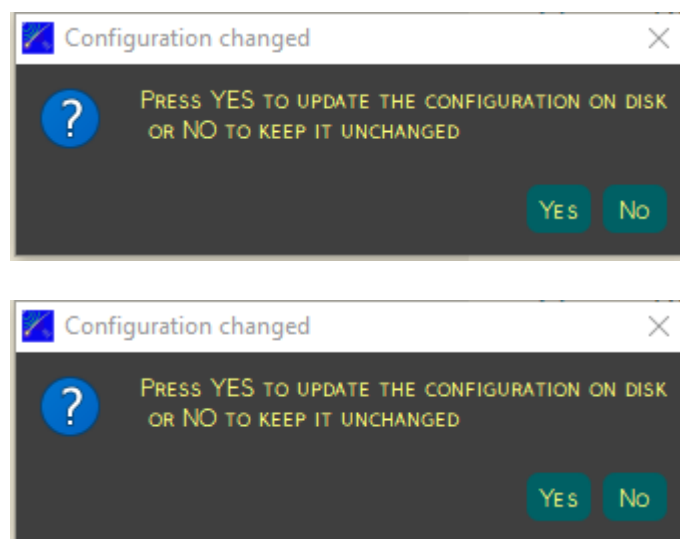 Configuration changed
PRESS YES TO UPDATE THE CONFIGURATION ON DISK
OR NO TO KEEP IT UNCHANGED
YES NO
Configuration changed
PRESS YES TO UPDATE THE CONFIGURATION ON DISK
OR NO TO KEEP IT UNCHANGED
YES NO